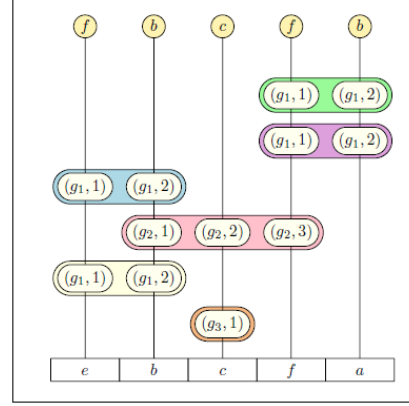 f b c f b
(g₁, 1) (g₁, 2)
(g₁, 1) (g₁, 2)
(g₁, 1) (g₁, 2)
(g₂, 1) (g₂, 2) (g₂, 3)
(g₁, 1) (g₁, 2)
(g₃, 1)
e b c f a